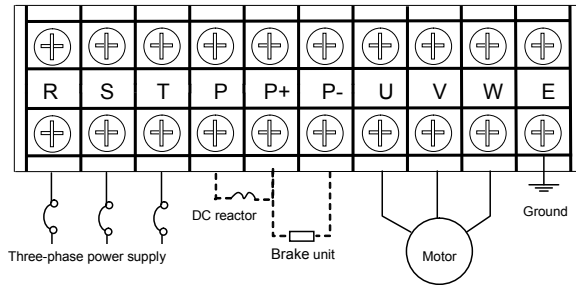 R S T P P+ P- U V W E
DC reactor
Ground
Three-phase power supply
Brake unit
Motor